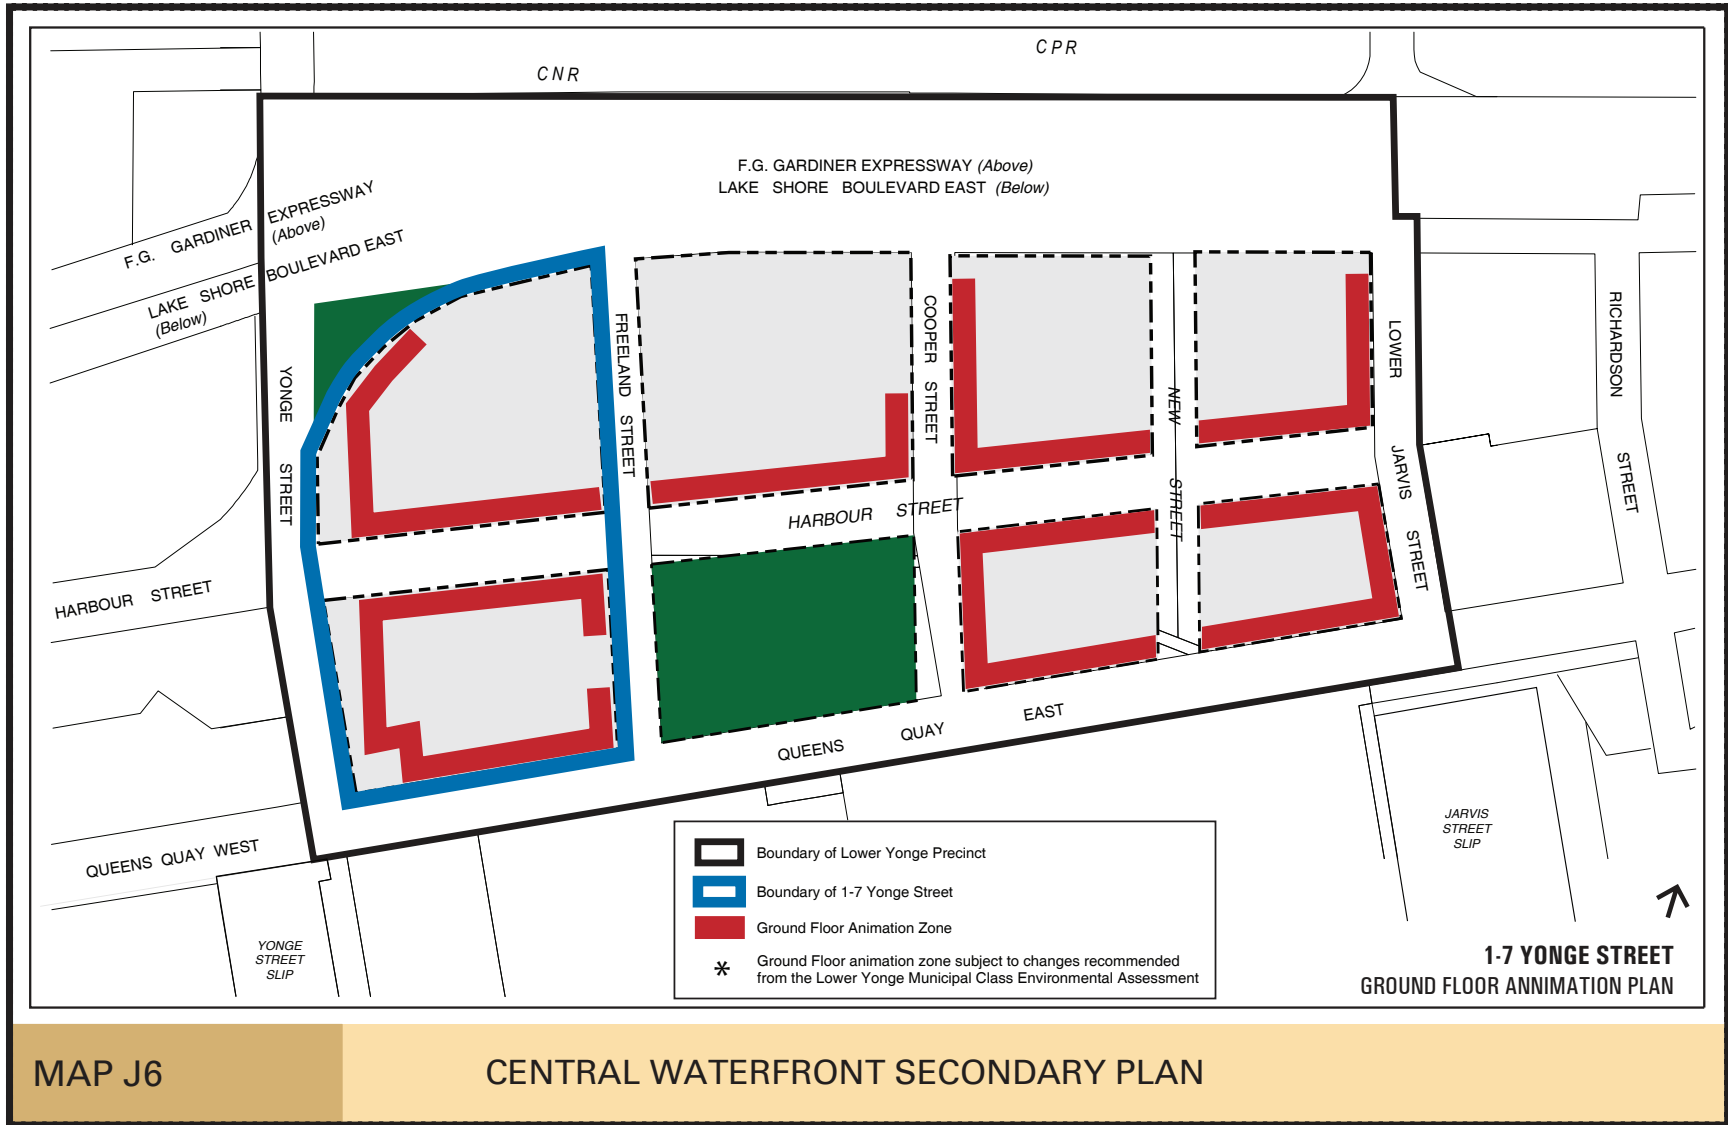 CNR
CPR
F.G. GARDINER EXPRESSWAY (Above)
LAKE SHORE BOULEVARD EAST (Below)
F.G. GARDINER EXPRESSWAY
(Above)
LAKE SHORE BOULEVARD EAST
(Below)
YONGE STREET
FREELAND STREET
COOPER STREET
NEW STREET
LOWER JARVIS STREET
RICHARDSON STREET
HARBOUR STREET
HARBOUR STREET
QUEENS QUAY EAST
QUEENS QUAY WEST
YONGE
STREET
SLIP
JARVIS
STREET
SLIP
Boundary of Lower Yonge Precinct
Boundary of 1-7 Yonge Street
Ground Floor Animation Zone
* Ground Floor animation zone subject to changes recommended
from the Lower Yonge Municipal Class Environmental Assessment
1-7 YONGE STREET
GROUND FLOOR ANNIMATION PLAN
MAP J6
CENTRAL WATERFRONT SECONDARY PLAN